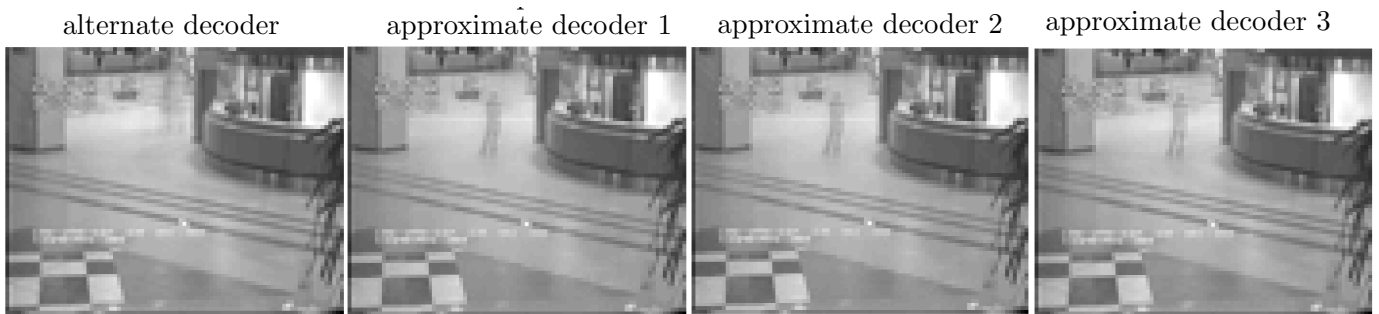 alternate decoder
approximate decoder 1
approximate decoder 2
approximate decoder 3